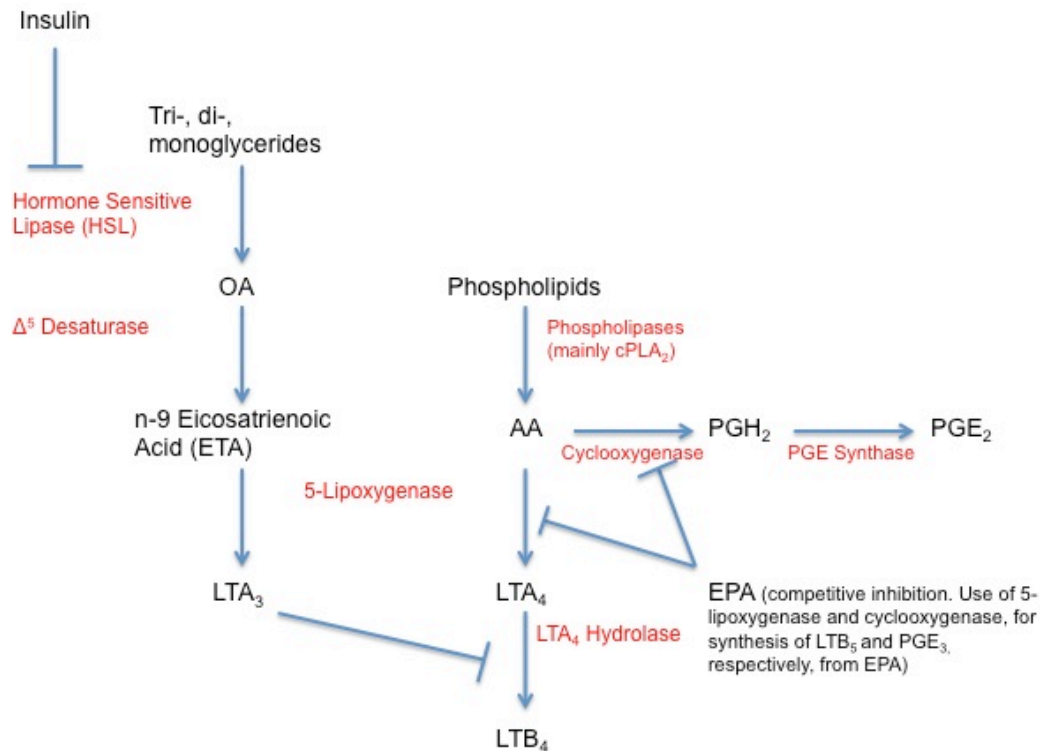 Insulin
Tri-, di-,
monoglycerides
Hormone Sensitive
Lipase (HSL)
OA
Phospholipids
Δ⁵ Desaturase
Phospholipases
(mainly cPLA₂)
n-9 Eicosatrienoic
Acid (ETA)
AA
Cyclooxygenase
PGH₂
PGE Synthase
PGE₂
5-Lipoxygenase
LTA₃
LTA₄
EPA (competitive inhibition. Use of 5-
lipoxygenase and cyclooxygenase, for
synthesis of LTB₅ and PGE₃,
respectively, from EPA)
LTA₄ Hydrolase
LTB₄